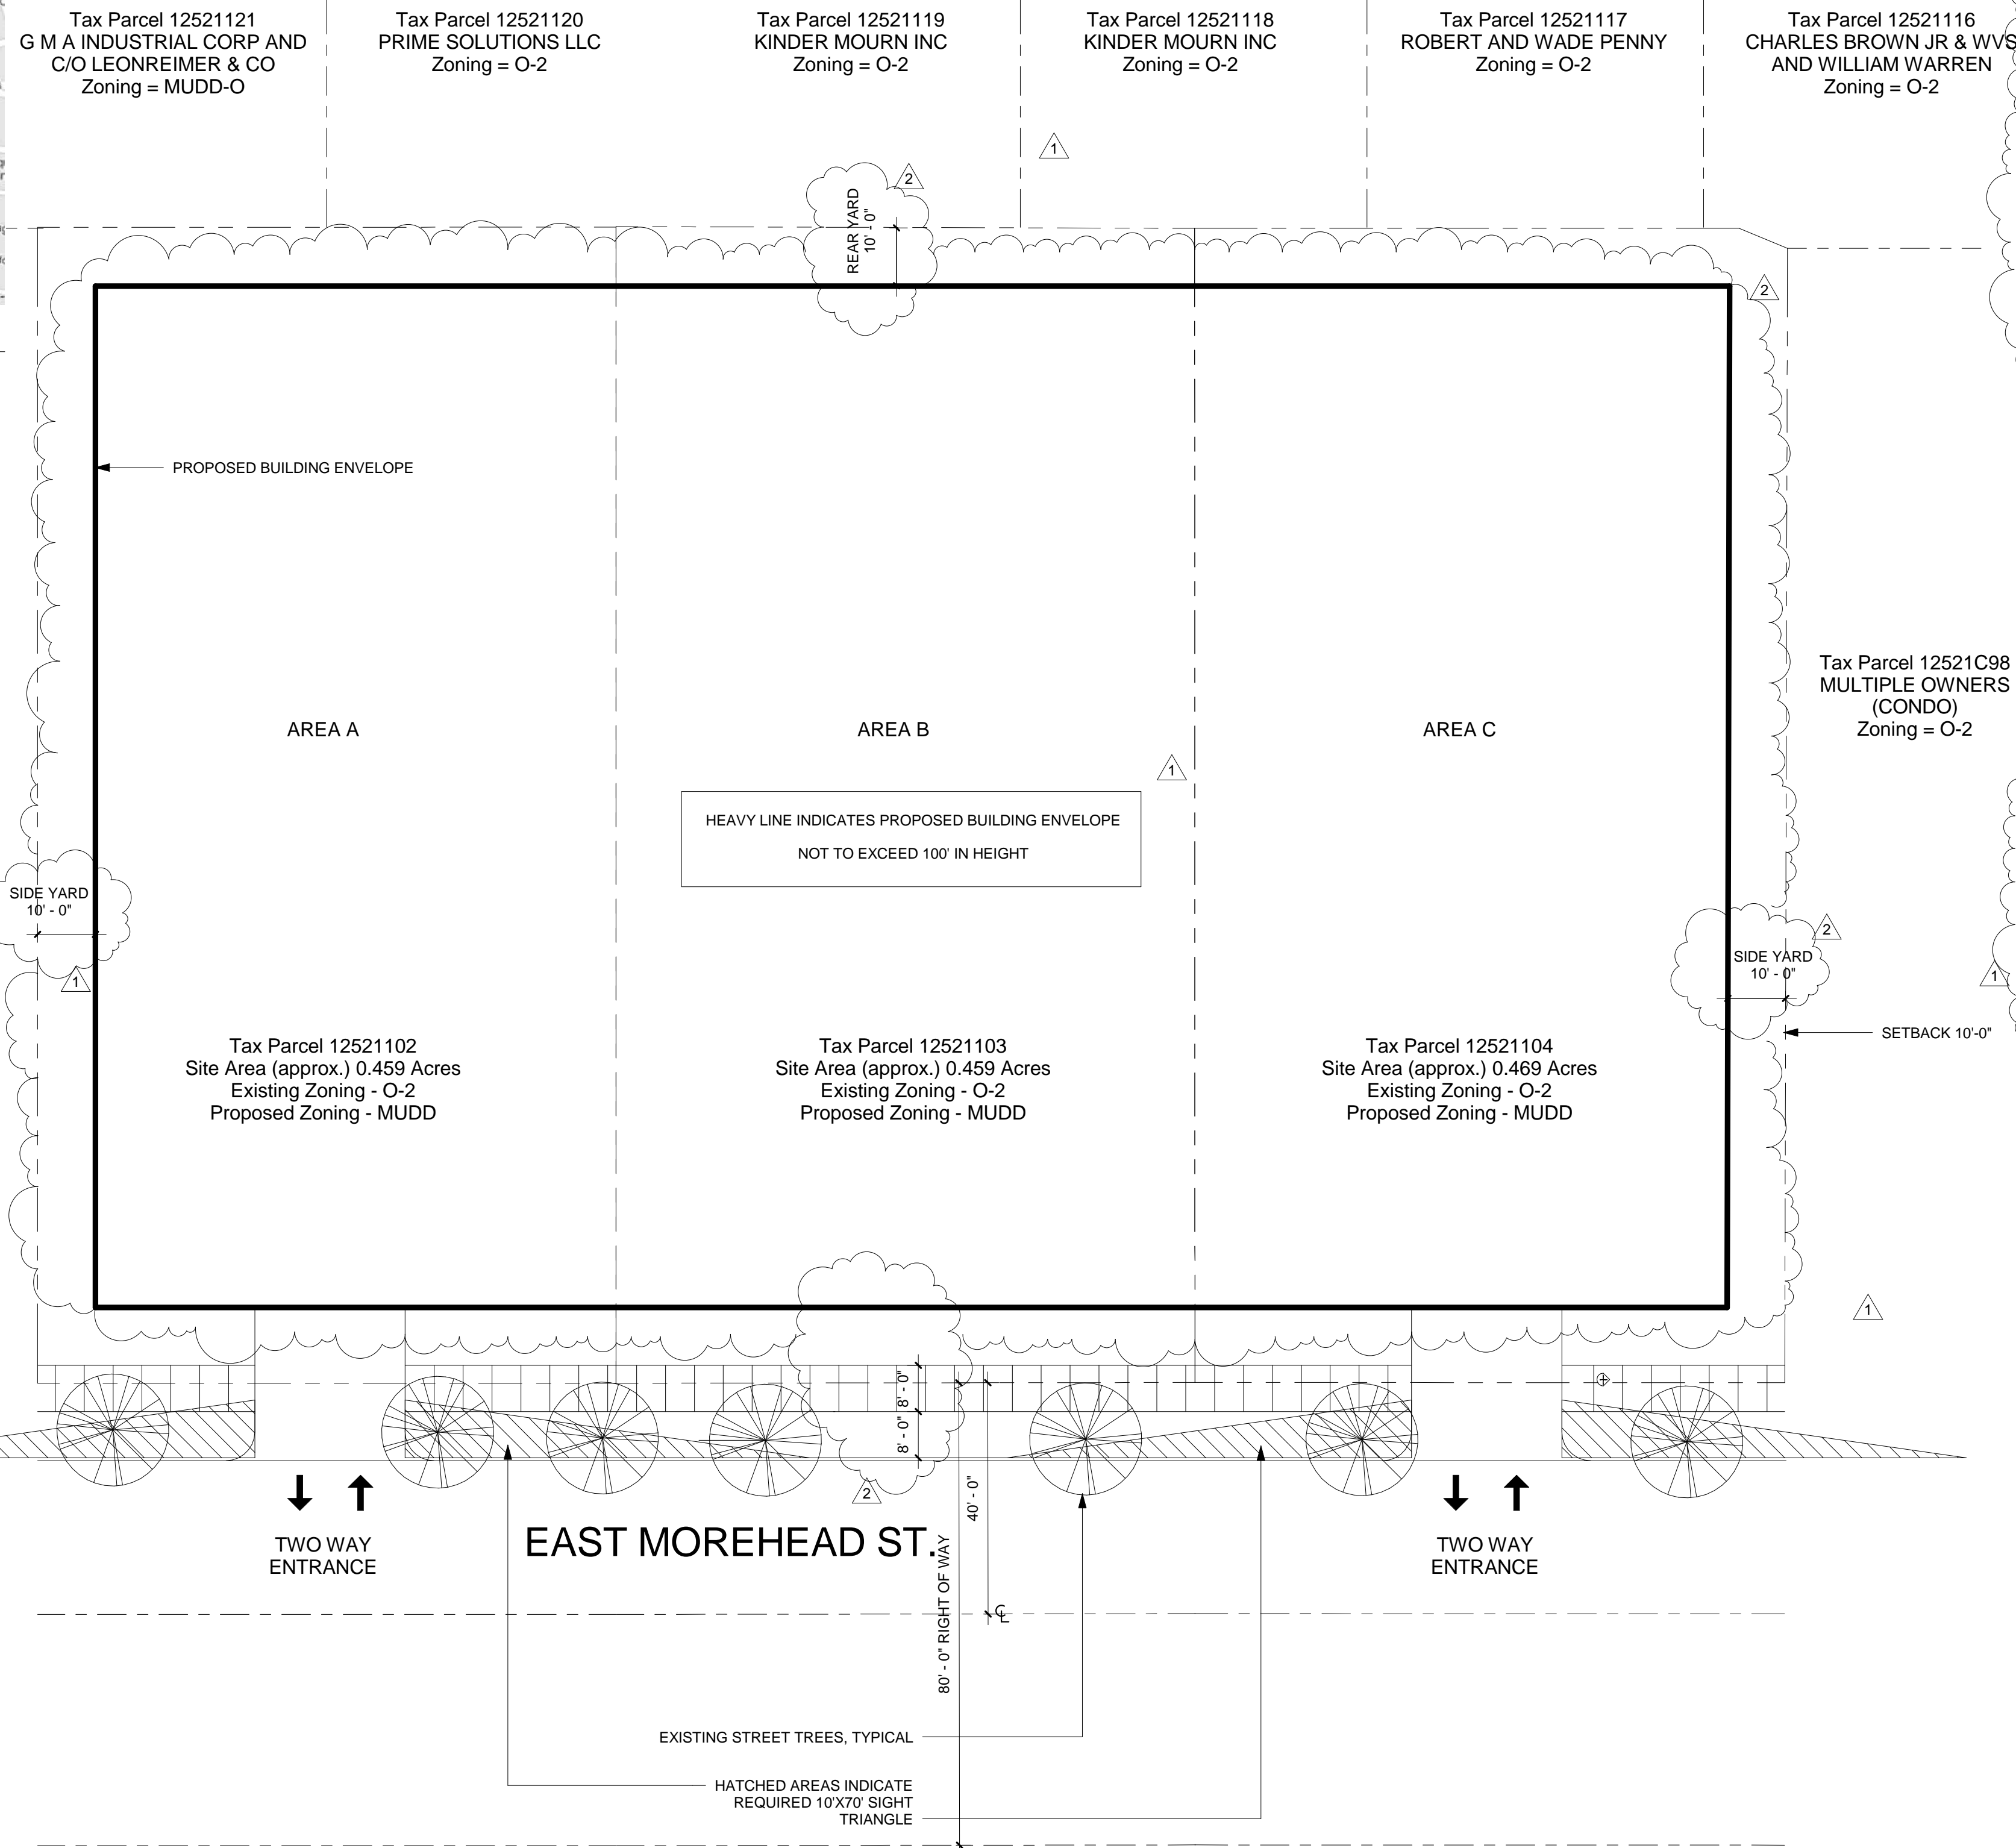 Tax Parcel 12521121
G M A INDUSTRIAL CORP AND
C/O LEONREIMER & CO
Zoning = MUDD-O
Tax Parcel 12521120
PRIME SOLUTIONS LLC
Zoning = O-2
Tax Parcel 12521119
KINDER MOURN INC
Zoning = O-2
Tax Parcel 12521118
KINDER MOURN INC
Zoning = O-2
Tax Parcel 12521117
ROBERT AND WADE PENNY
Zoning = O-2
Tax Parcel 12521116
CHARLES BROWN JR & WVS
AND WILLIAM WARREN
Zoning = O-2
1
2
REAR YARD
10' - 0"
2
PROPOSED BUILDING ENVELOPE
Tax Parcel 12521C98
MULTIPLE OWNERS
(CONDO)
Zoning = O-2
AREA A
AREA B
AREA C
1
HEAVY LINE INDICATES PROPOSED BUILDING ENVELOPE
NOT TO EXCEED 100' IN HEIGHT
SIDE YARD
10' - 0"
1
2
SIDE YARD
10' - 0"
1
SETBACK 10'-0"
Tax Parcel 12521102
Site Area (approx.) 0.459 Acres
Existing Zoning - O-2
Proposed Zoning - MUDD
Tax Parcel 12521103
Site Area (approx.) 0.459 Acres
Existing Zoning - O-2
Proposed Zoning - MUDD
Tax Parcel 12521104
Site Area (approx.) 0.469 Acres
Existing Zoning - O-2
Proposed Zoning - MUDD
1
8' - 0"
8' - 0"
2
40' - 0"
TWO WAY
ENTRANCE
EAST MOREHEAD ST.
TWO WAY
ENTRANCE
80' - 0" RIGHT OF WAY
CL
EXISTING STREET TREES, TYPICAL
HATCHED AREAS INDICATE
REQUIRED 10'X70' SIGHT
TRIANGLE